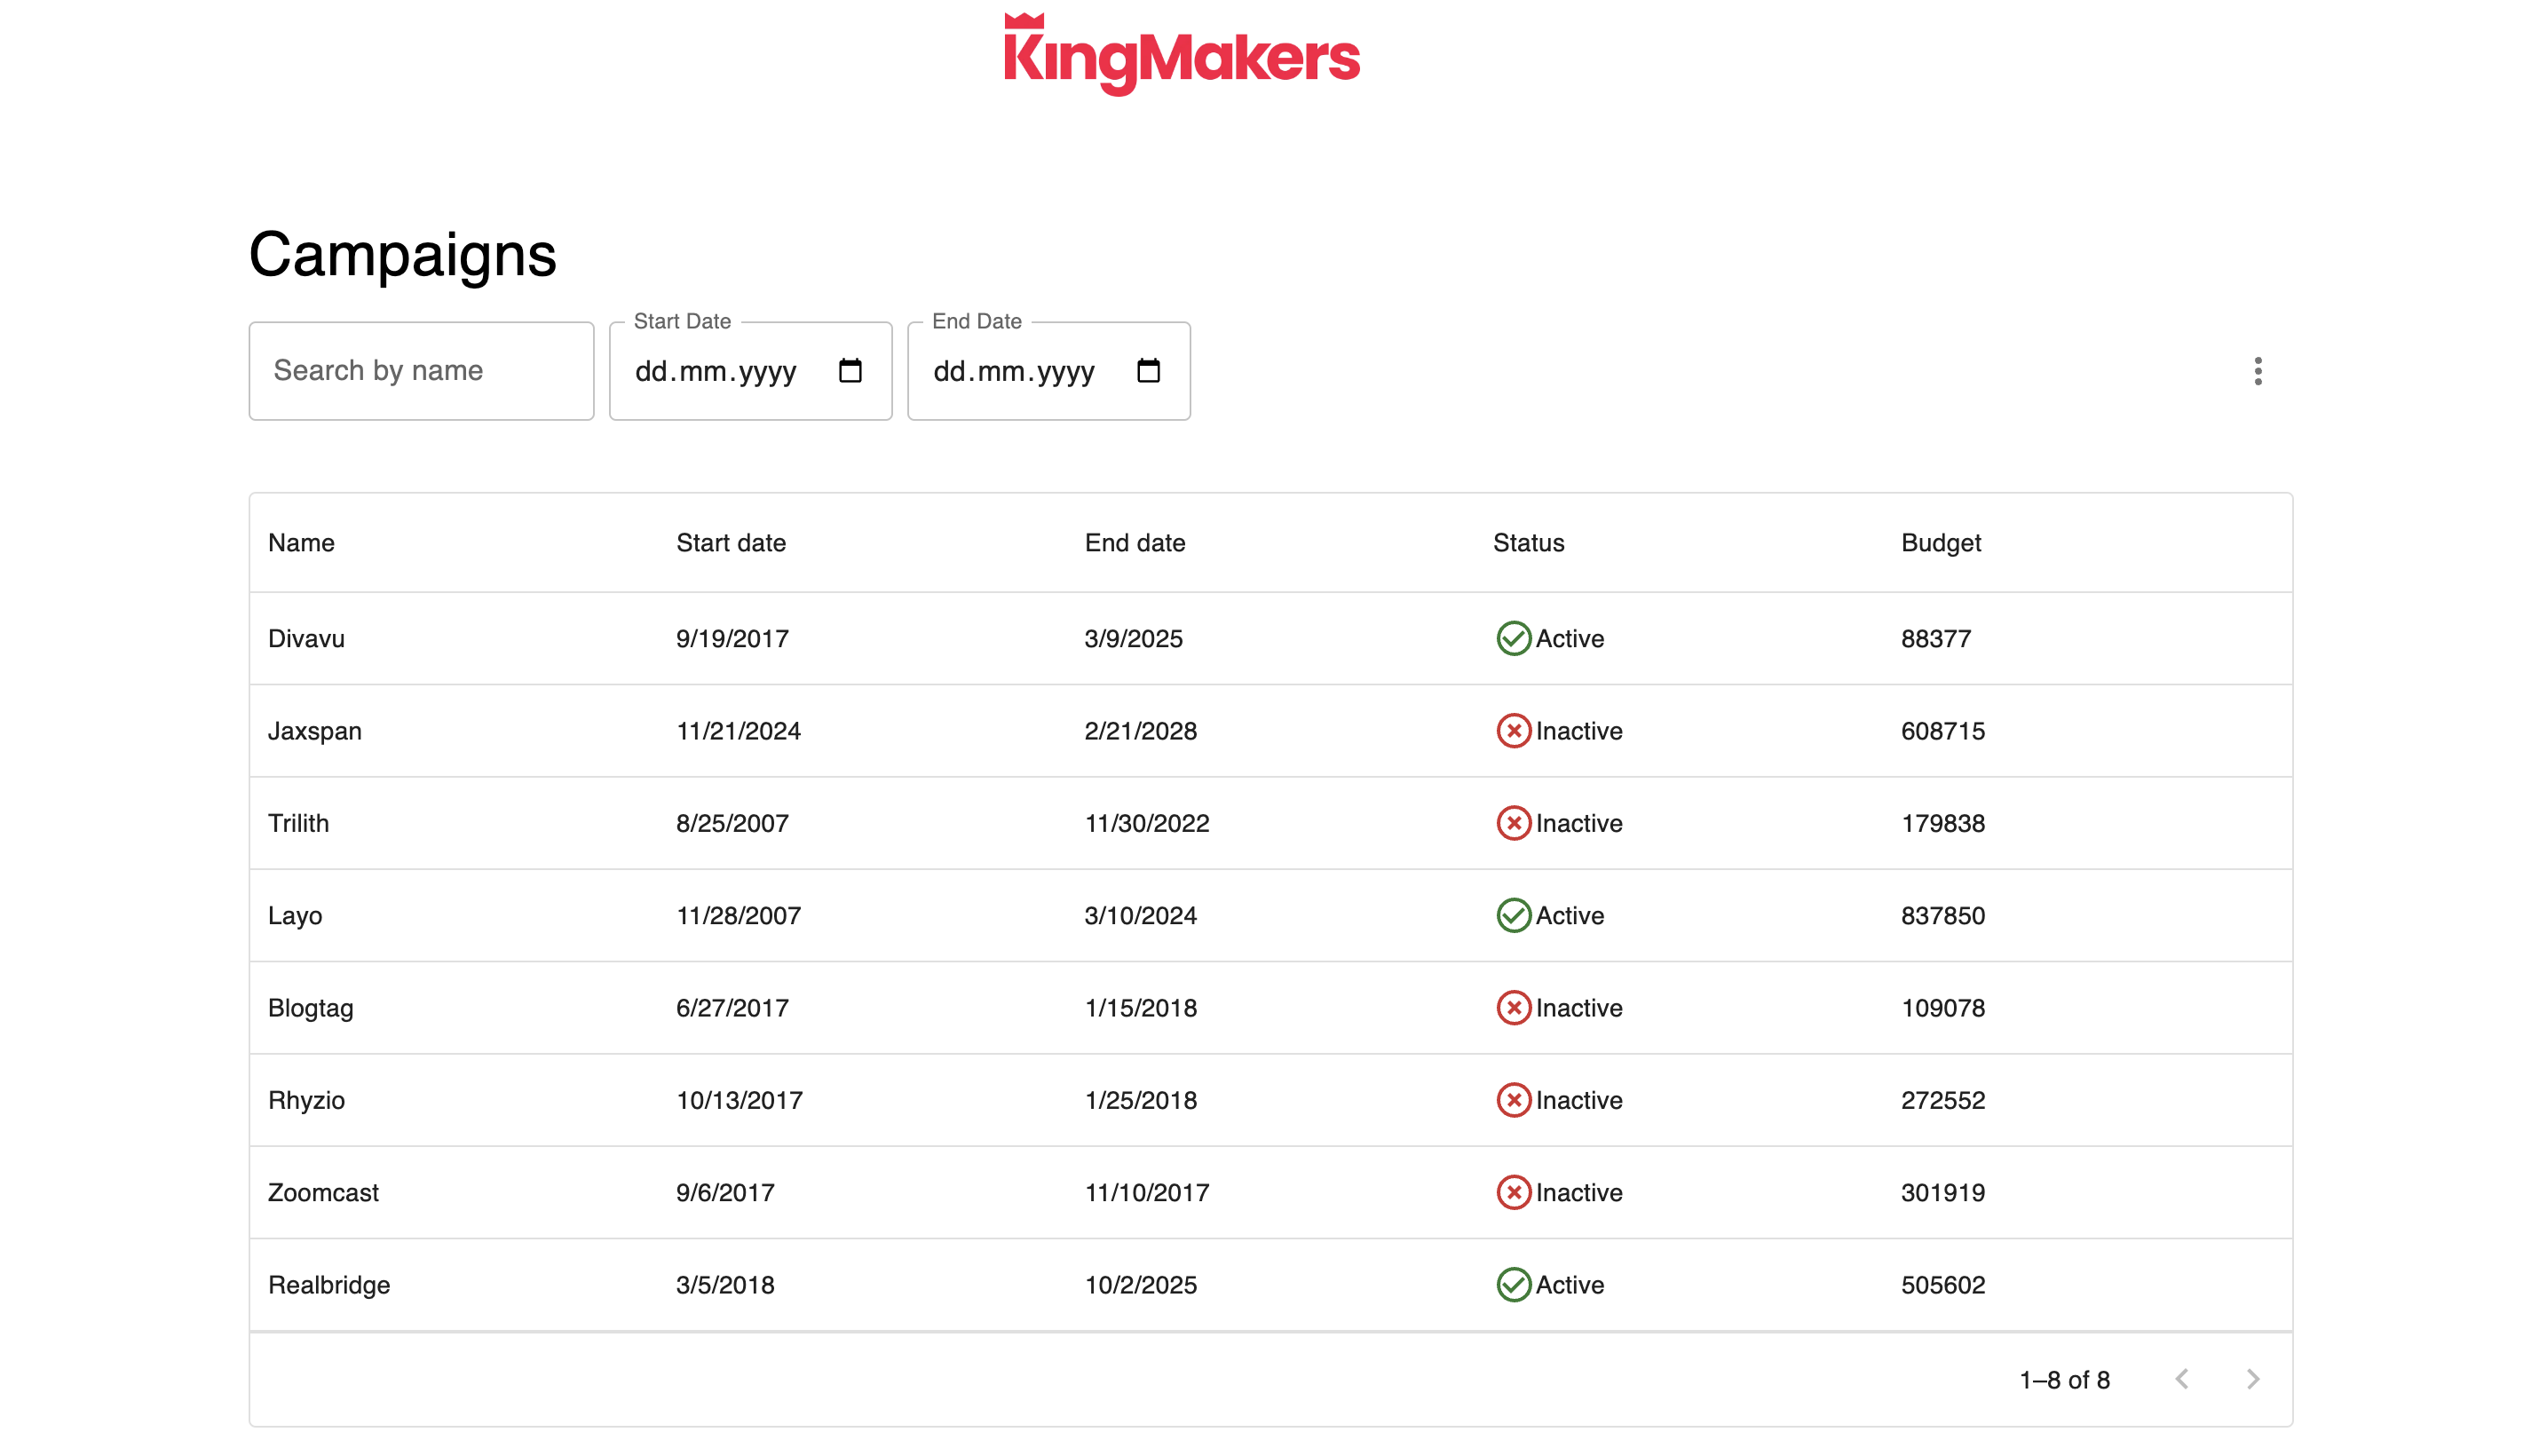 KingMakers
Campaigns
Start Date
End Date
Search by name
dd.mm.yyyy
dd.mm.yyyy
Name Start date End date Status Budget
Divavu 9/19/2017 3/9/2025 Active 88377
Jaxspan 11/21/2024 2/21/2028 Inactive 608715
Trilith 8/25/2007 11/30/2022 Inactive 179838
Layo 11/28/2007 3/10/2024 Active 837850
Blogtag 6/27/2017 1/15/2018 Inactive 109078
Rhyzio 10/13/2017 1/25/2018 Inactive 272552
Zoomcast 9/6/2017 11/10/2017 Inactive 301919
Realbridge 3/5/2018 10/2/2025 Active 505602
1–8 of 8